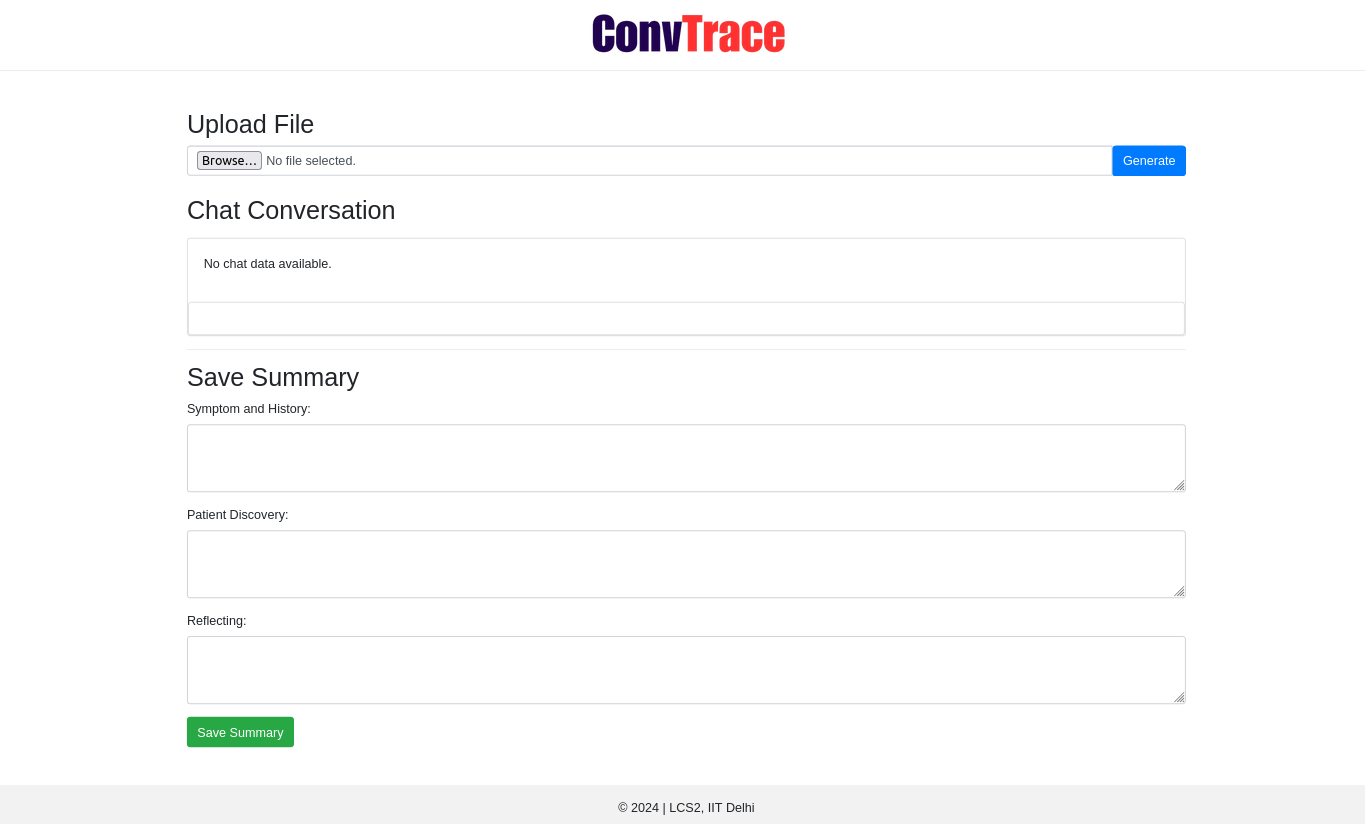 ConvTrace
Upload File
Browse... No file selected. Generate
Chat Conversation
No chat data available.
Save Summary
Symptom and History:
Patient Discovery:
Reflecting:
Save Summary
© 2024 | LCS2, IIT Delhi